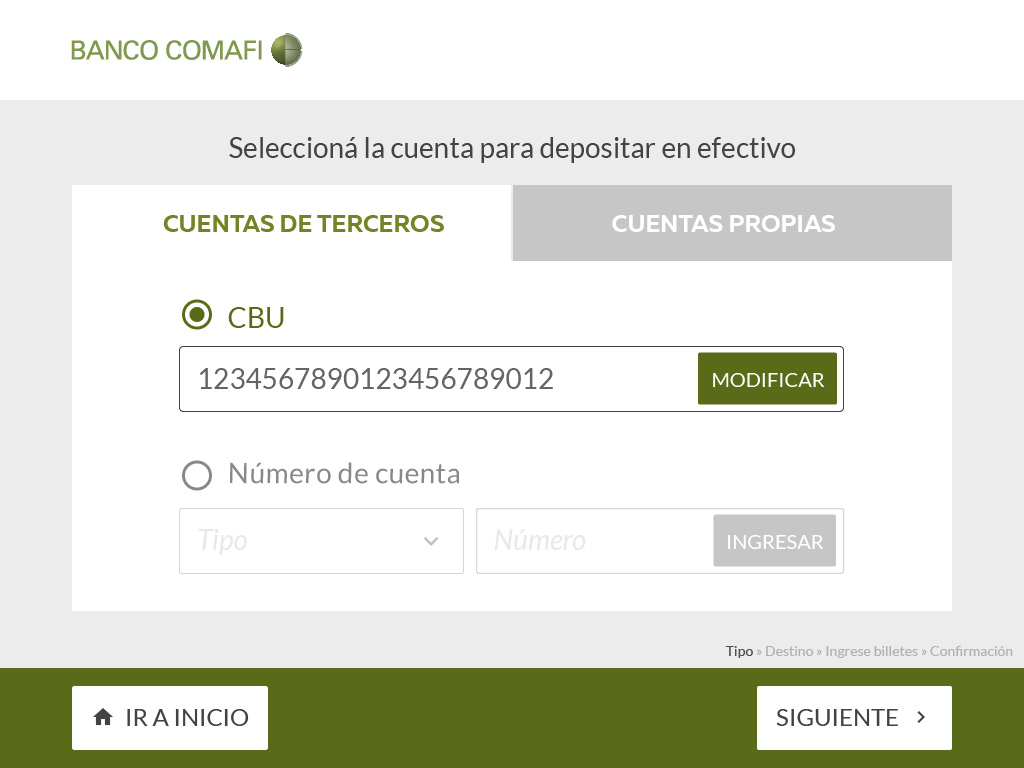 BANCO COMAFI
Seleccioná la cuenta para depositar en efectivo
CUENTAS DE TERCEROS
CUENTAS PROPIAS
CBU
1234567890123456789012
MODIFICAR
Número de cuenta
Tipo
Número
INGRESAR
Tipo » Destino » Ingrese billetes » Confirmación
IR A INICIO
SIGUIENTE